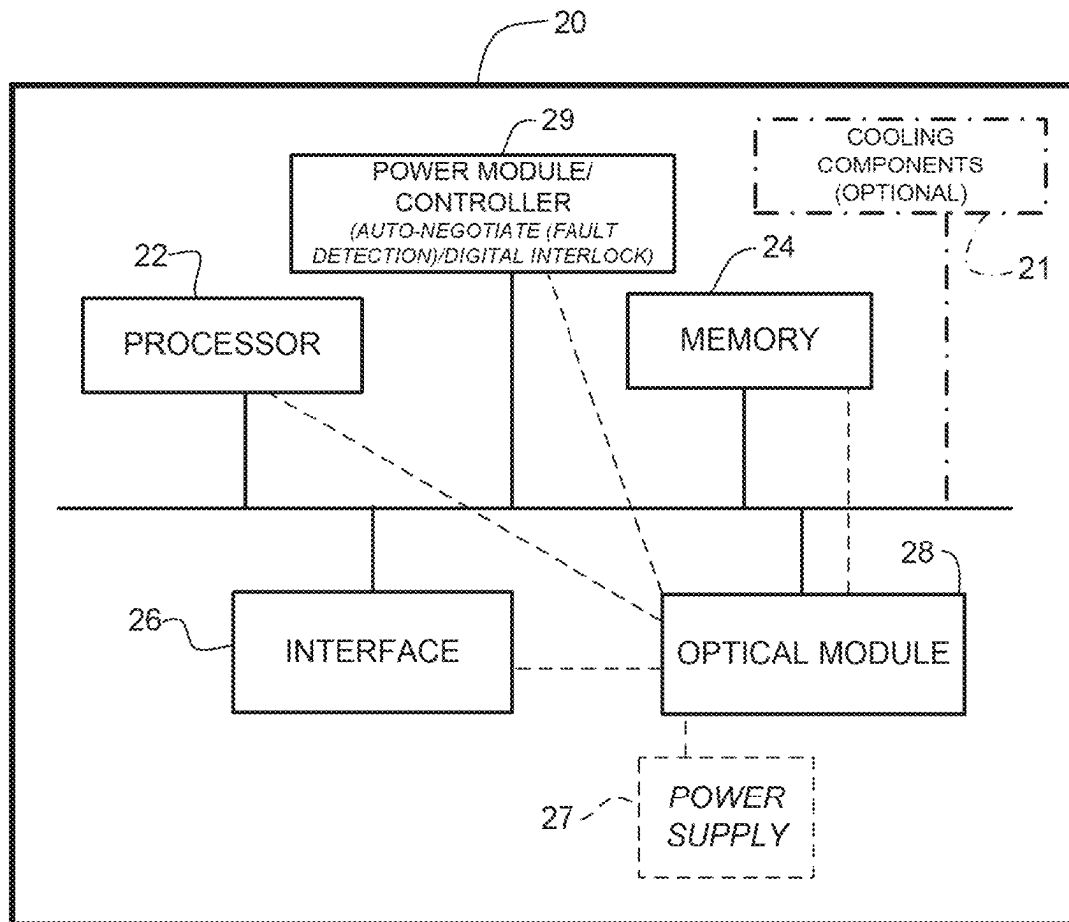 20
29
POWER MODULE/
CONTROLLER
(AUTO-NEGOTIATE (FAULT
DETECTION)/DIGITAL INTERLOCK)
COOLING
COMPONENTS
(OPTIONAL)
21
22
PROCESSOR
24
MEMORY
26
INTERFACE
28
OPTICAL MODULE
27
POWER
SUPPLY